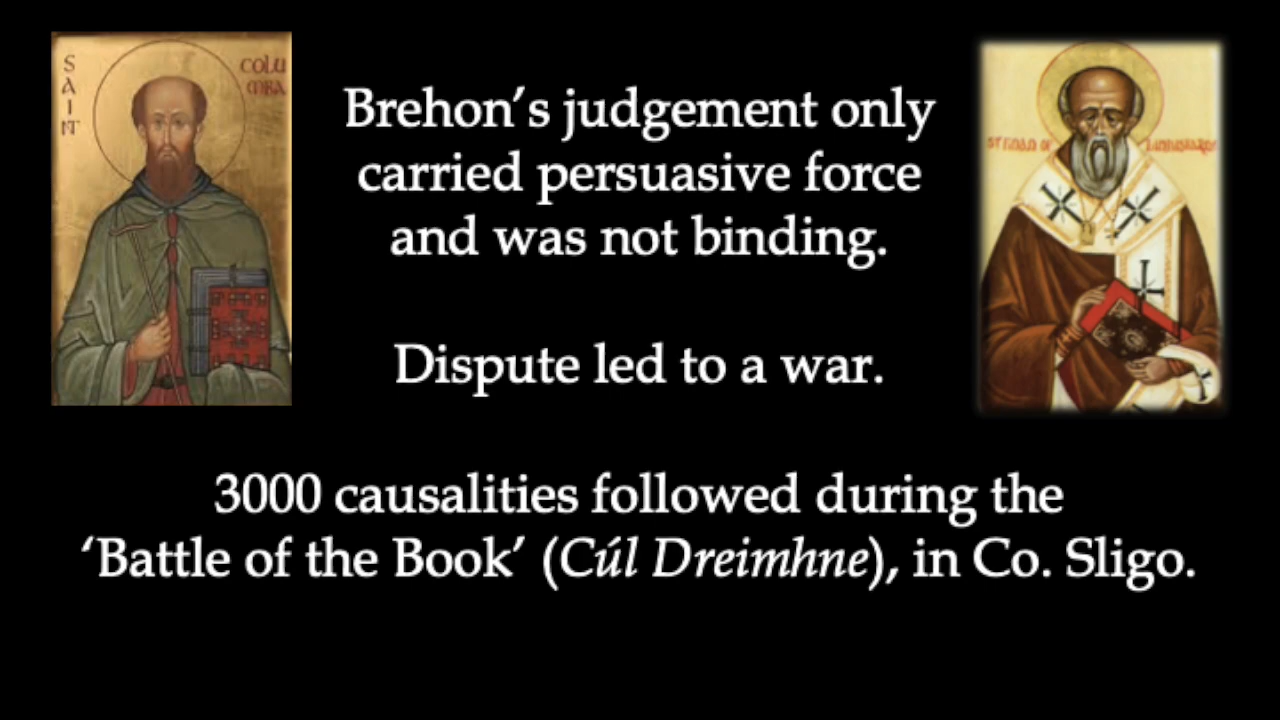 SAINT
COLU
MBA
Brehon’s judgement only
carried persuasive force
and was not binding.
Dispute led to a war.
3000 causalities followed during the
‘Battle of the Book’ (Cúl Dreimhne), in Co. Sligo.